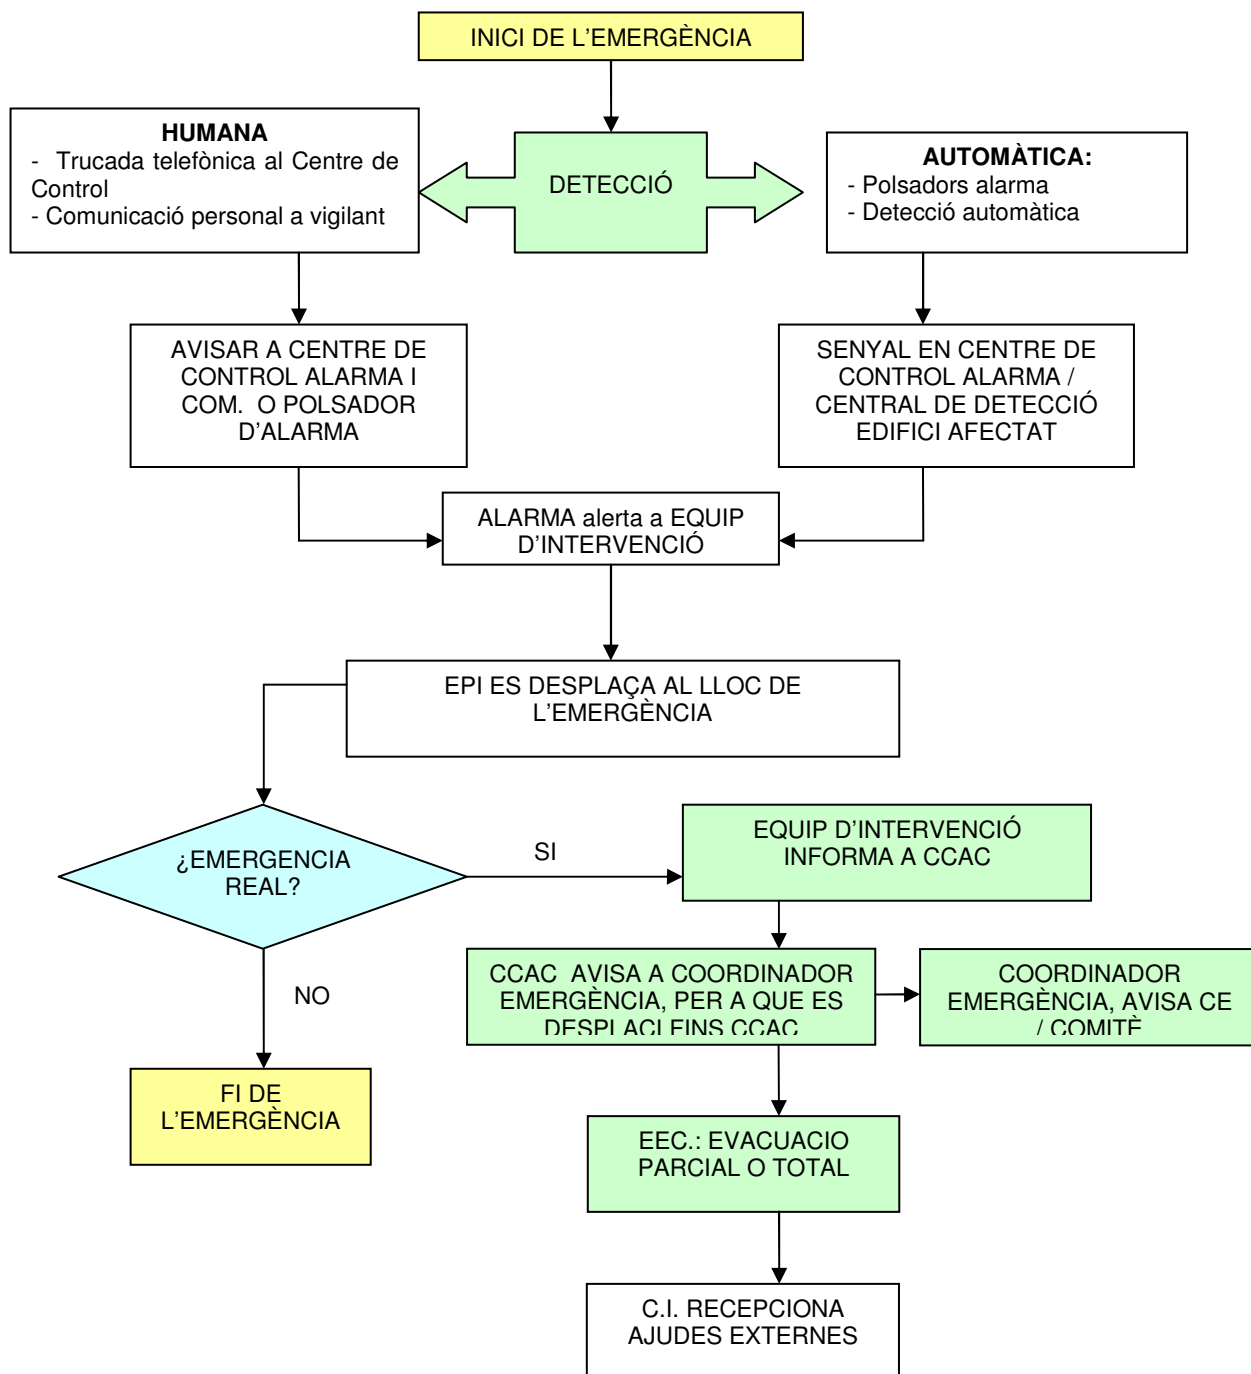 INICI DE L'EMERGÈNCIA
HUMANA
- Trucada telefònica al Centre de
Control
- Comunicació personal a vigilant
DETECCIÓ
AUTOMÀTICA:
- Polsadors alarma
- Detecció automàtica
AVISAR A CENTRE DE
CONTROL ALARMA I
COM. O POLSADOR
D'ALARMA
SENYAL EN CENTRE DE
CONTROL ALARMA /
CENTRAL DE DETECCIÓ
EDIFICI AFECTAT
ALARMA alerta a EQUIP
D'INTERVENCIÓ
EPI ES DESPLAÇA AL LLOC DE
L'EMERGÈNCIA
¿EMERGENCIA
REAL?
SI
EQUIP D'INTERVENCIÓ
INFORMA A CCAC
NO
CCAC AVISA A COORDINADOR
EMERGÈNCIA, PER A QUE ES
DESPLACI FINS CCAC
COORDINADOR
EMERGÈNCIA, AVISA CE
/ COMITÈ
FI DE
L'EMERGÈNCIA
EEC.: EVACUACIO
PARCIAL O TOTAL
C.I. RECEPCIONA
AJUDES EXTERNES